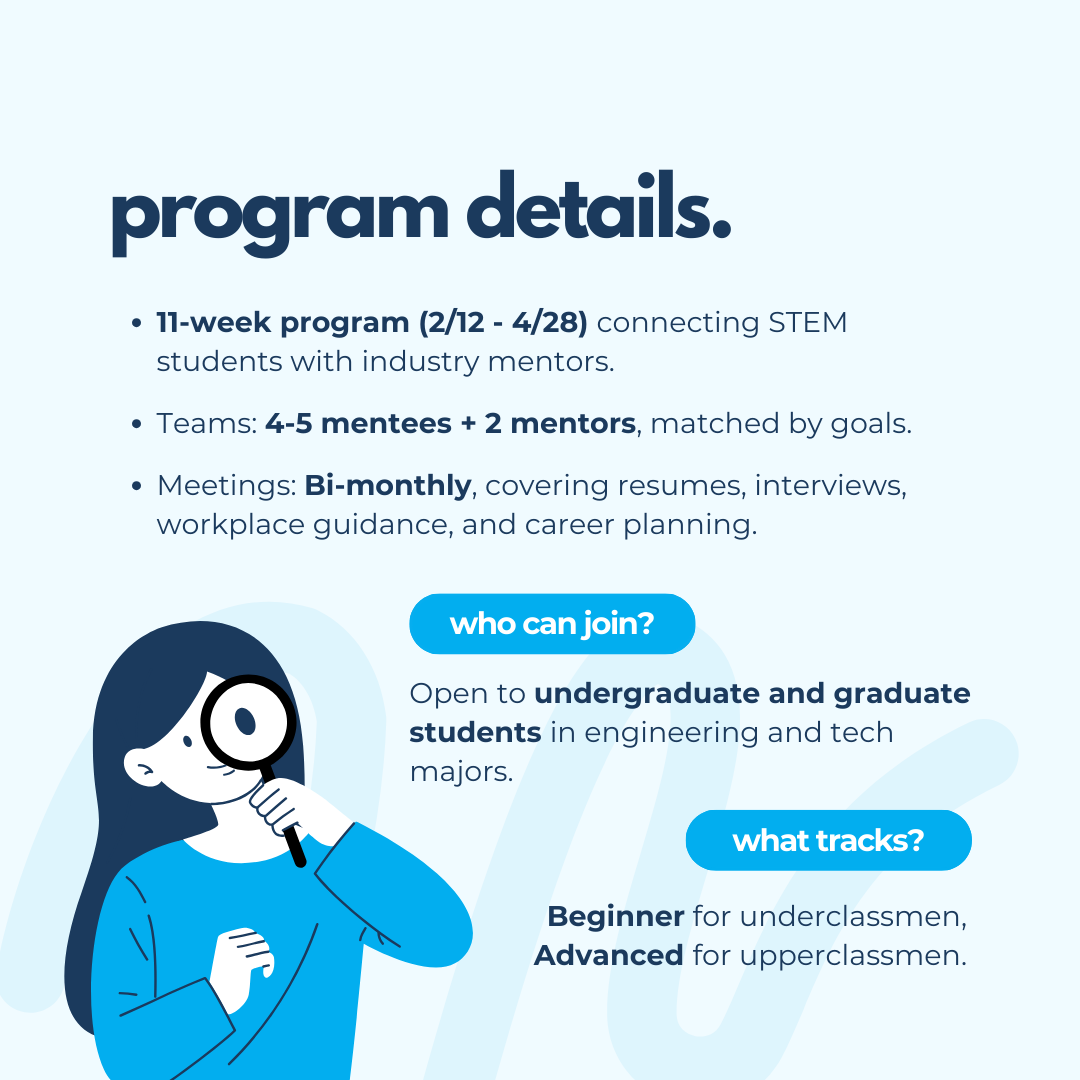 program details.
• 11-week program (2/12 - 4/28) connecting STEM
students with industry mentors.
• Teams: 4-5 mentees + 2 mentors, matched by goals.
• Meetings: Bi-monthly, covering resumes, interviews,
workplace guidance, and career planning.
who can join?
Open to undergraduate and graduate
students in engineering and tech
majors.
what tracks?
Beginner for underclassmen,
Advanced for upperclassmen.